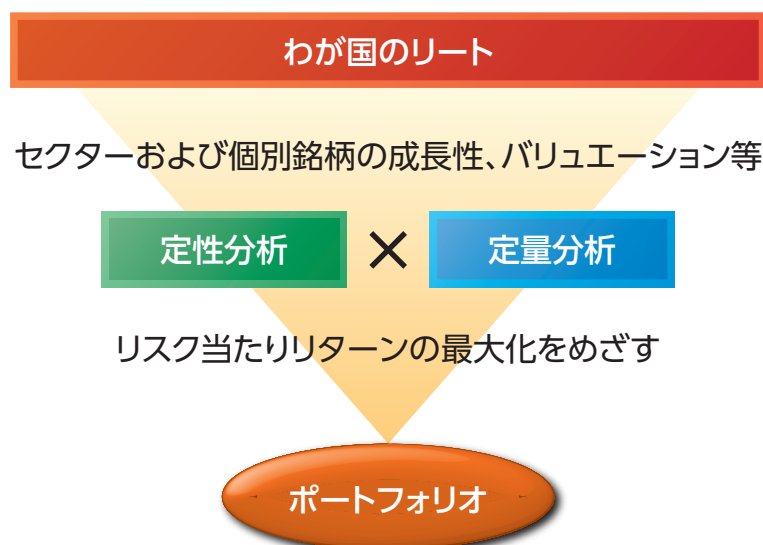 わが国のリート
セクターおよび個別銘柄の成長性、バリュエーション等
定性分析 × 定量分析
リスク当たりリターンの最大化をめざす
ポートフォリオ